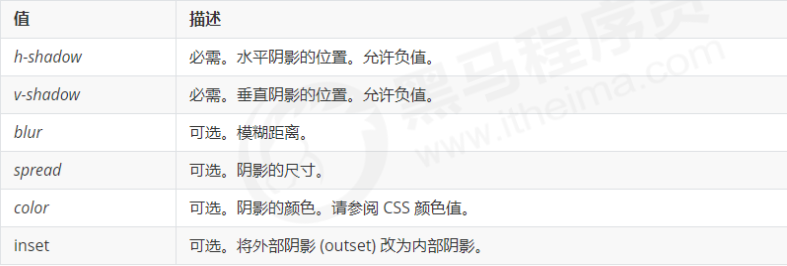 值 描述
h-shadow 必需。水平阴影的位置。允许负值。
v-shadow 必需。垂直阴影的位置。允许负值。
blur 可选。模糊距离。
spread 可选。阴影的尺寸。
color 可选。阴影的颜色。请参阅 CSS 颜色值。
inset 可选。将外部阴影 (outset) 改为内部阴影。
黑马程序员
www.itheima.com